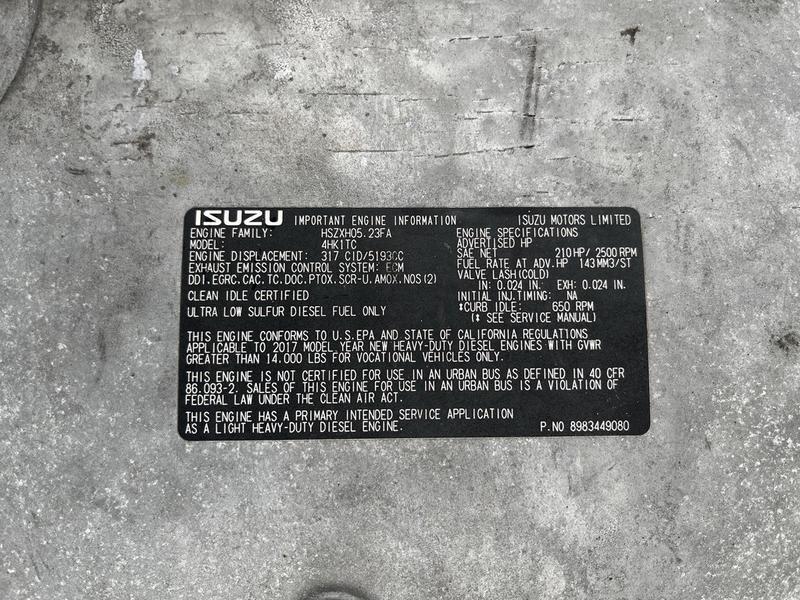 ISUZU IMPORTANT ENGINE INFORMATION ISUZU MOTORS LIMITED
ENGINE FAMILY: HSZXH05.23FA
MODEL: 4HK1TC
ENGINE DISPLACEMENT: 317 CID/5193CC
EXHAUST EMISSION CONTROL SYSTEM: ECM
DDI.EGRC.CAC.TC.DOC.PTOX.SCR-U.AMOX.NOS(2)
CLEAN IDLE CERTIFIED
ULTRA LOW SULFUR DIESEL FUEL ONLY
ENGINE SPECIFICATIONS
ADVERTISED HP
SAE NET 210 HP/ 2500 RPM
FUEL RATE AT ADV.HP 143 MM3/ST
VALVE LASH(COLD)
IN: 0.024 IN. EXH: 0.024 IN.
INITIAL INJ.TIMING: NA
*CURB IDLE: 650 RPM
(* SEE SERVICE MANUAL)
THIS ENGINE CONFORMS TO U.S.EPA AND STATE OF CALIFORNIA REGULATIONS
APPLICABLE TO 2017 MODEL YEAR NEW HEAVY-DUTY DIESEL ENGINES WITH GVWR
GREATER THAN 14.000 LBS FOR VOCATIONAL VEHICLES ONLY.
THIS ENGINE IS NOT CERTIFIED FOR USE IN AN URBAN BUS AS DEFINED IN 40 CFR
86.093-2. SALES OF THIS ENGINE FOR USE IN AN URBAN BUS IS A VIOLATION OF
FEDERAL LAW UNDER THE CLEAN AIR ACT.
THIS ENGINE HAS A PRIMARY INTENDED SERVICE APPLICATION
AS A LIGHT HEAVY-DUTY DIESEL ENGINE. P.NO 8983449080